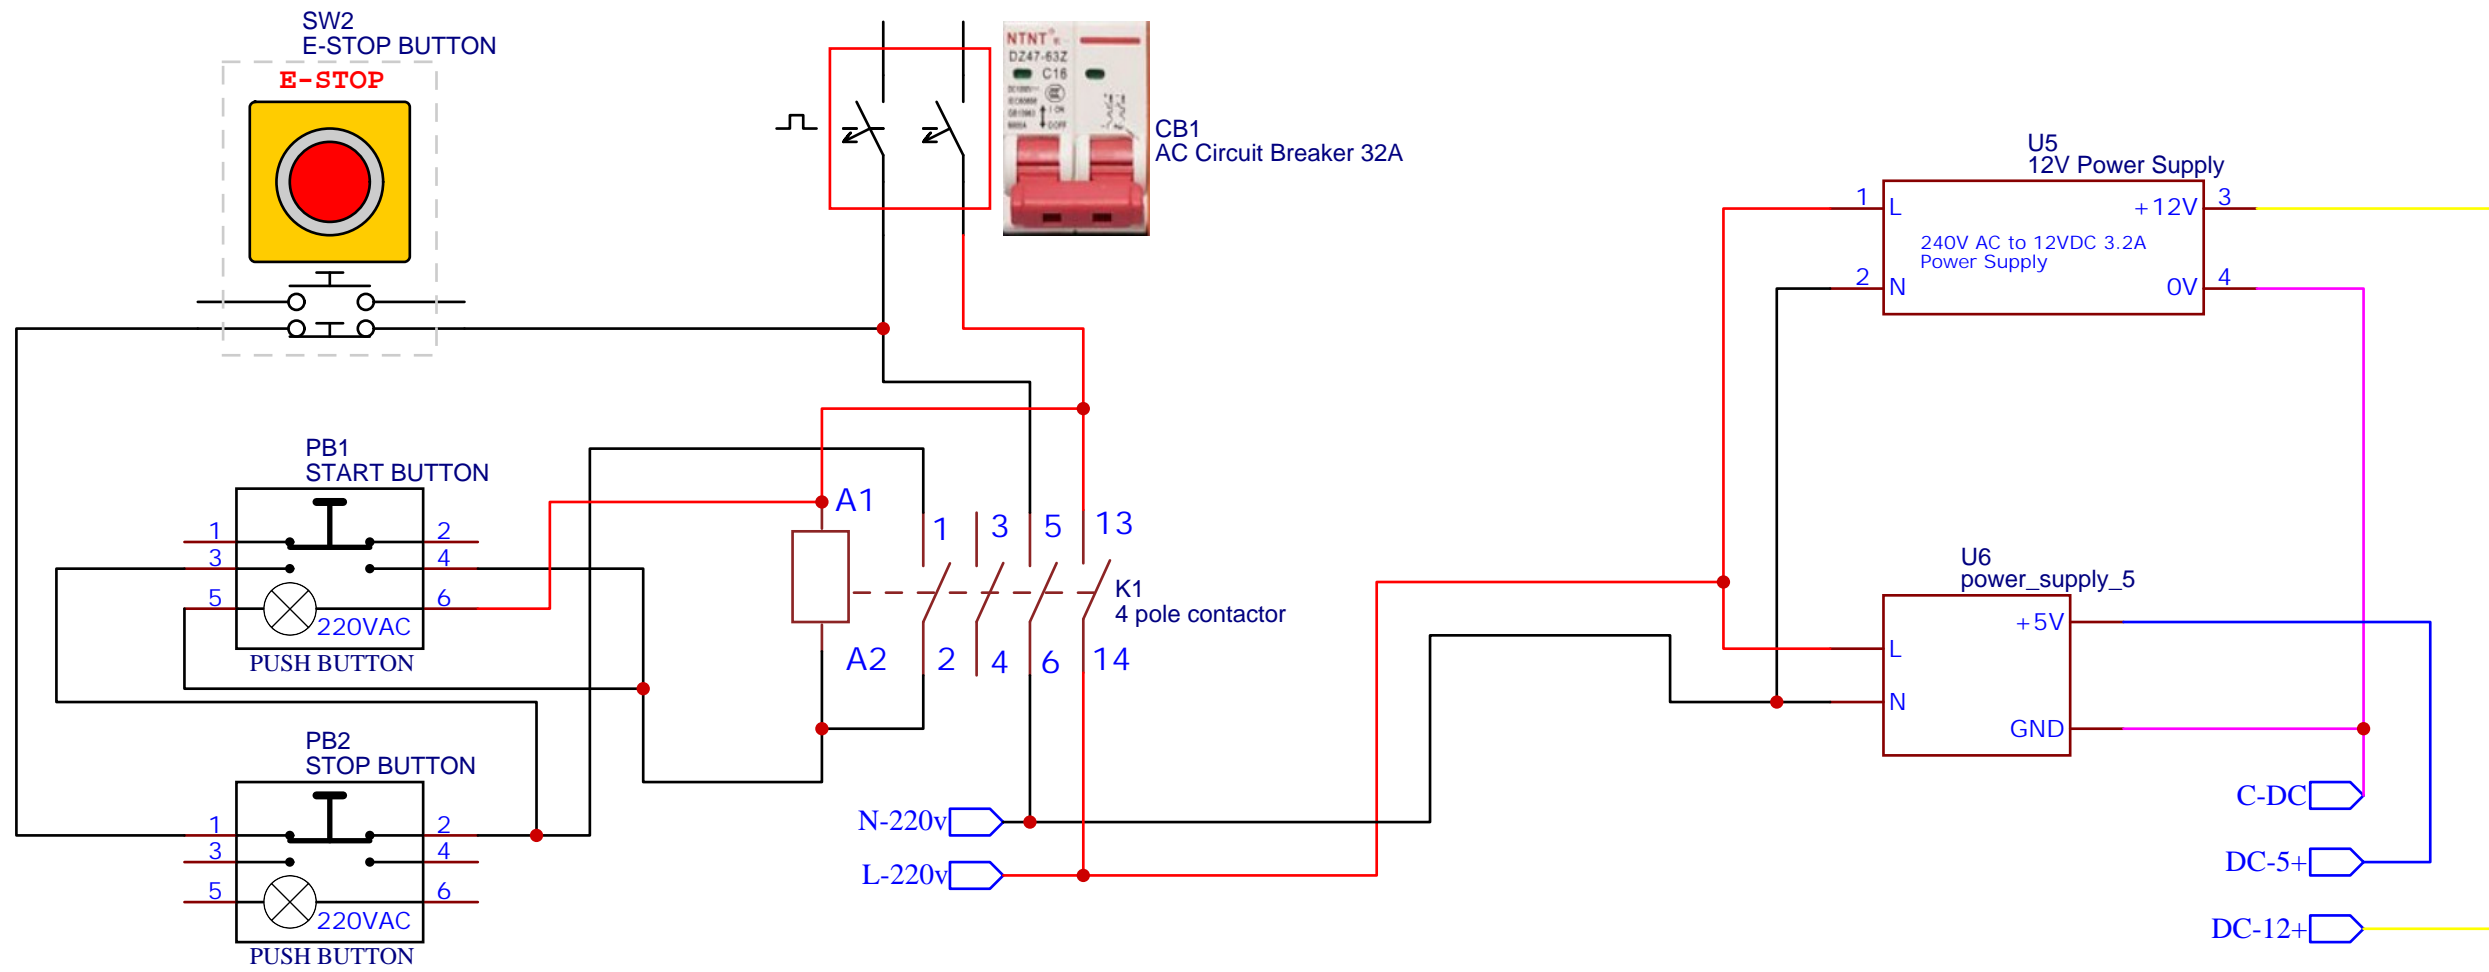 SW2
E-STOP BUTTON
E-STOP
NTNT
DZ47-63Z
C16
CB1
AC Circuit Breaker 32A
U5
12V Power Supply
1
L
+12V
3
240V AC to 12VDC 3.2A
Power Supply
2
N
0V
4
PB1
START BUTTON
1
2
3
4
5
6
220VAC
PUSH BUTTON
A1
1
3
5
13
K1
4 pole contactor
A2
2
4
6
14
U6
power_supply_5
+5V
L
N
GND
PB2
STOP BUTTON
1
2
3
4
5
6
220VAC
PUSH BUTTON
N-220v
L-220v
C-DC
DC-5+
DC-12+